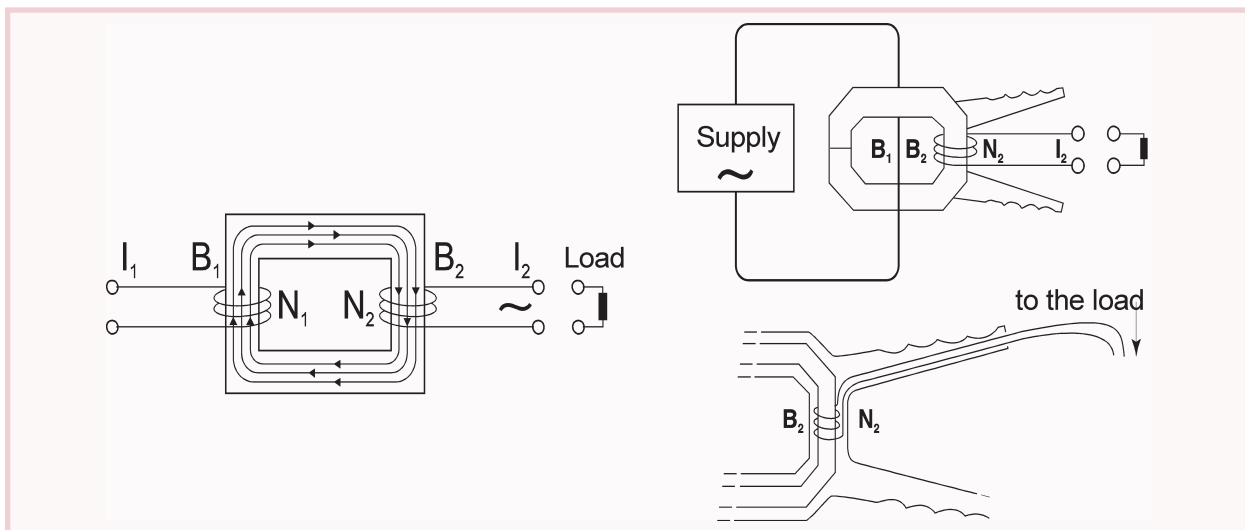 I₁ B₁ N₁ N₂ B₂ I₂ Load
~
Supply
~
B₁ B₂ N₂ I₂
to the load
B₂ N₂